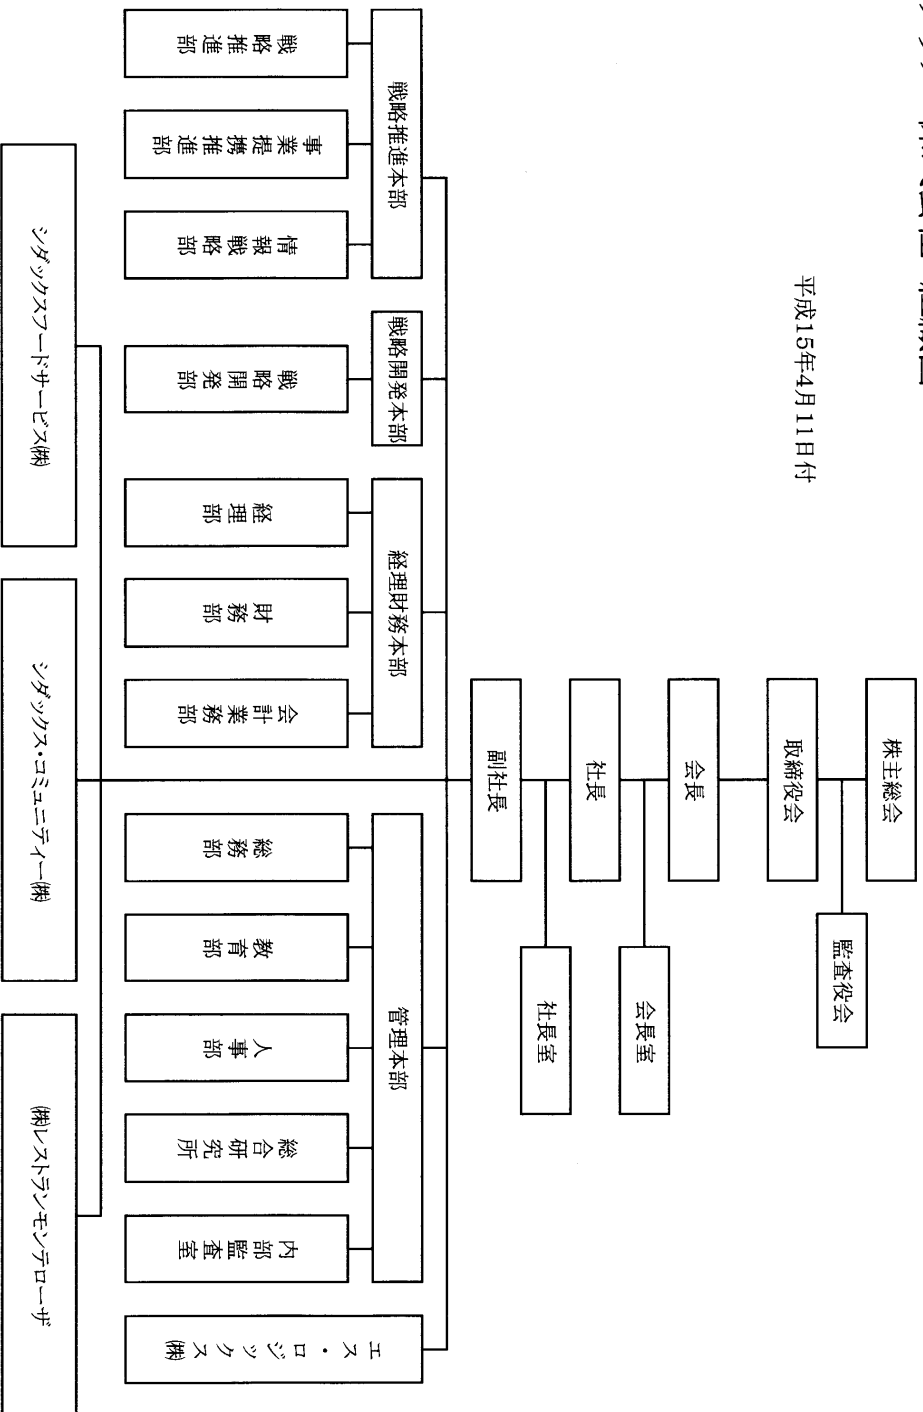 平成15年4月11日付
株主総会
監査役会
取締役会
会長
会長室
社長
社長室
副社長
戦略推進本部
戦略開発本部
経理財務本部
管理本部
戦略推進部
事業提携推進部
情報戦略部
戦略開発部
経理部
財務部
会計業務部
総務部
教育部
人事部
総合研究所
内部監査室
エス・ロジックス㈱
シダックスフードサービス㈱
シダックス・コミュニティー㈱
㈱レストランモンテローザ